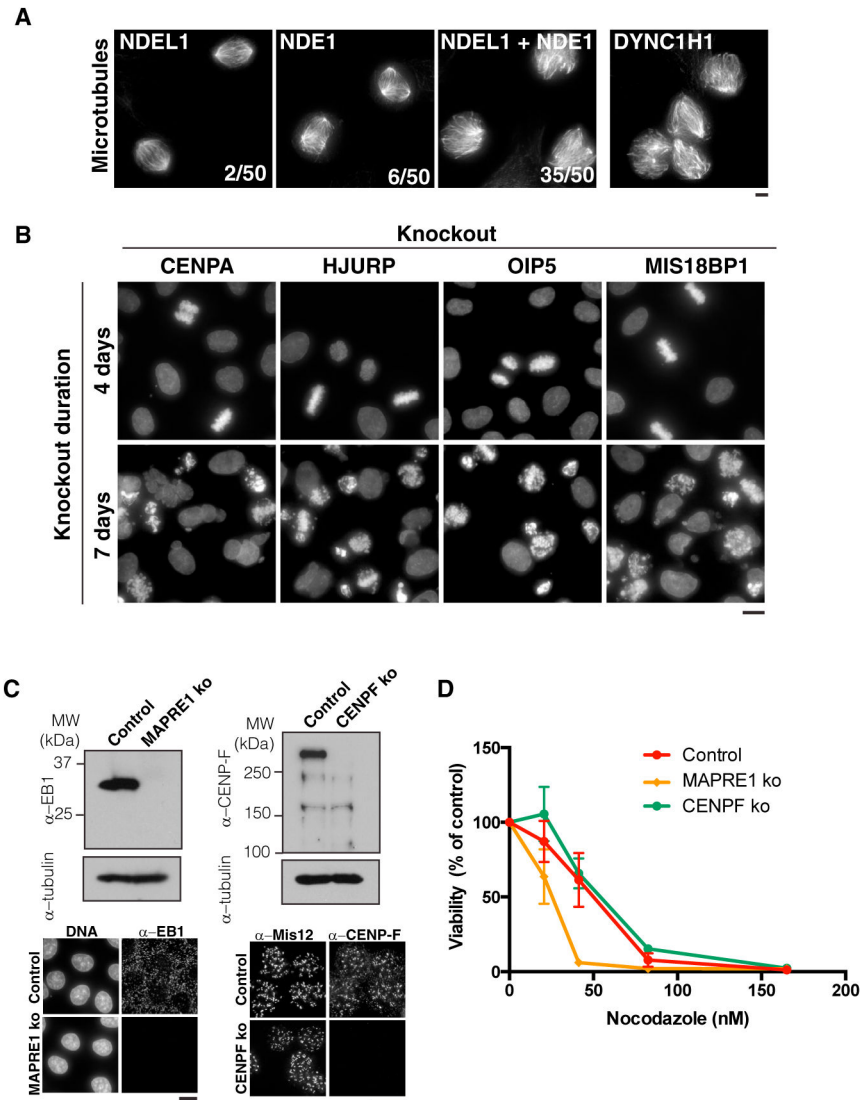 A
Microtubules
NDEL1
NDE1
NDEL1 + NDE1
DYNC1H1
2/50
6/50
35/50
B
Knockout
CENPA
HJURP
OIP5
MIS18BP1
Knockout duration
4 days
7 days
C
MW
(kDa)
Control
MAPRE1 ko
37
25
α–EB1
α–tubulin
DNA
α–EB1
Control
MAPRE1 ko
MW
(kDa)
Control
CENPF ko
250
150
100
α–CENP-F
α–tubulin
α–Mis12
α–CENP-F
Control
CENPF ko
D
Viability (% of control)
150
100
50
0
0
50
100
150
200
Nocodazole (nM)
Control
MAPRE1 ko
CENPF ko